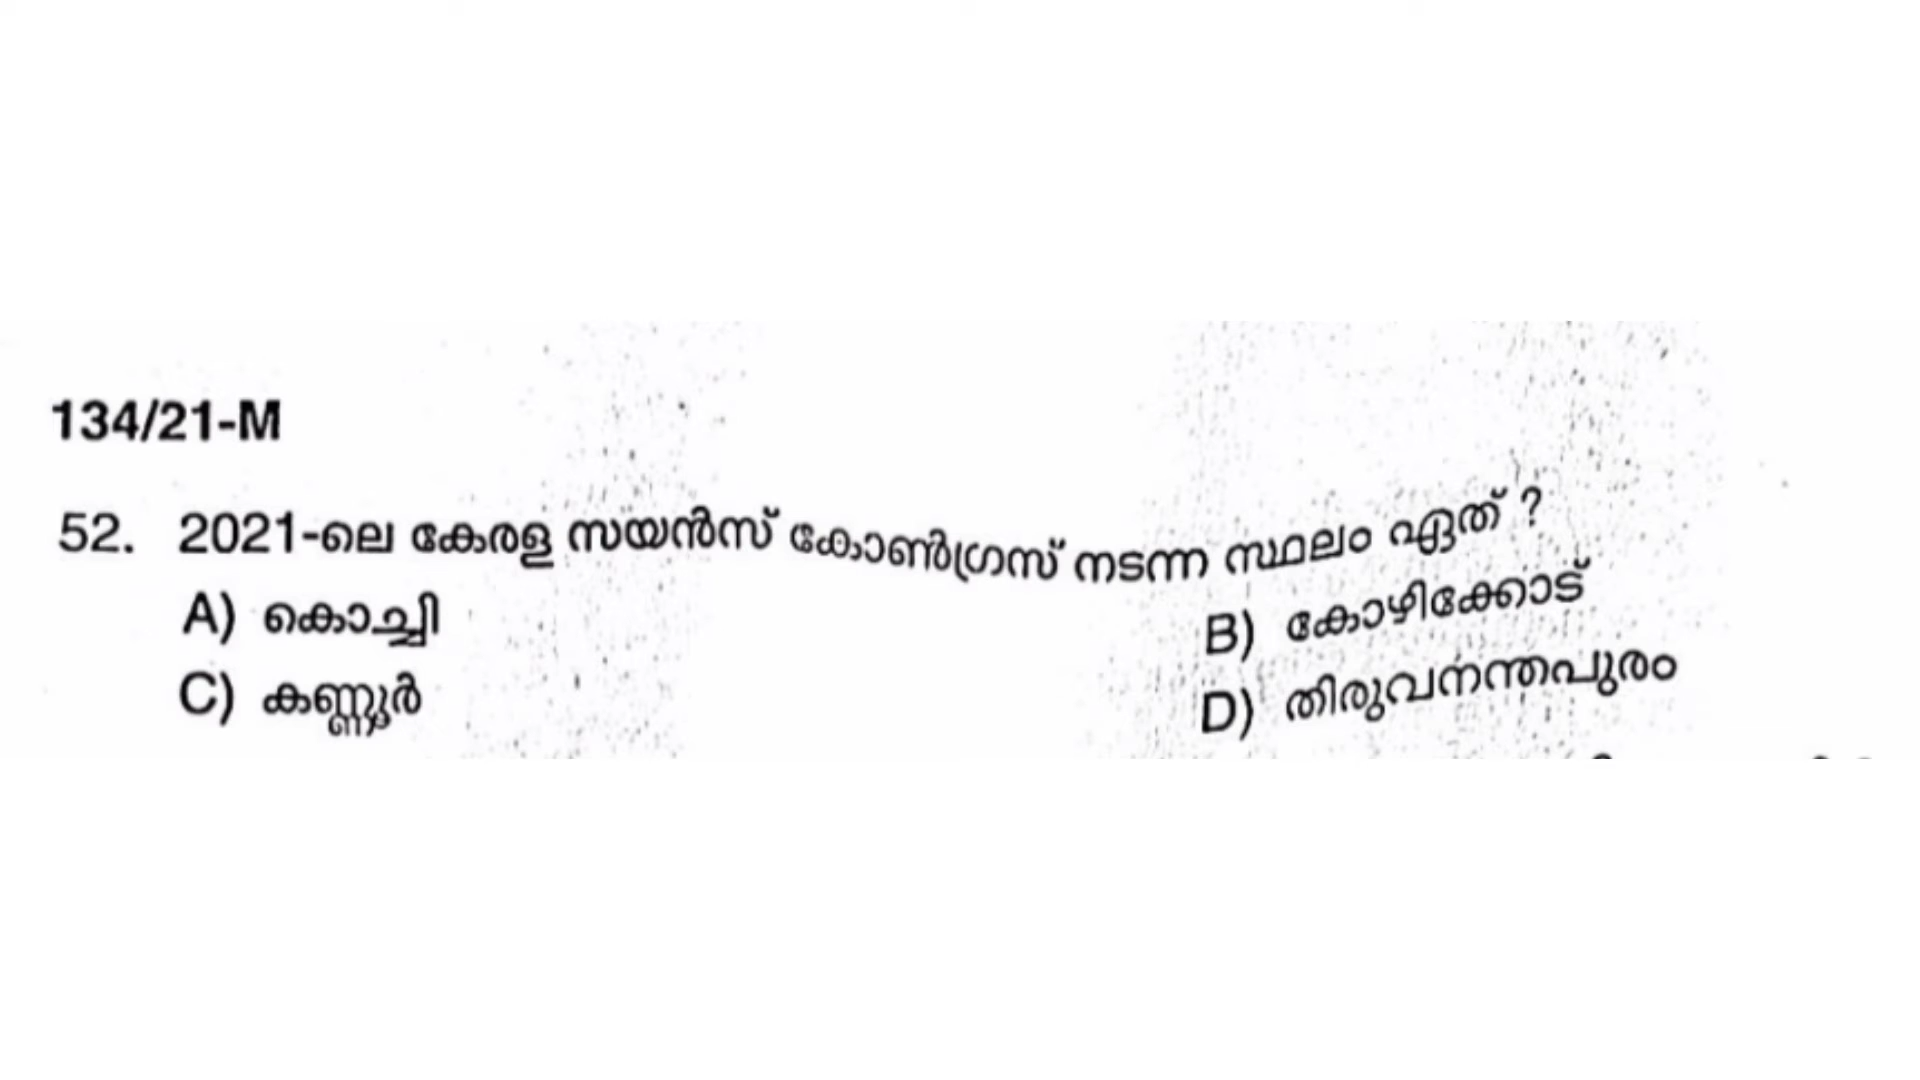 134/21-M
52. 2021-ലെ കേരള സയൻസ് കോൺഗ്രസ് നടന്ന സ്ഥലം ഏത് ?
A) കൊച്ചി B) കോഴിക്കോട്
C) കണ്ണൂർ D) തിരുവനന്തപുരം